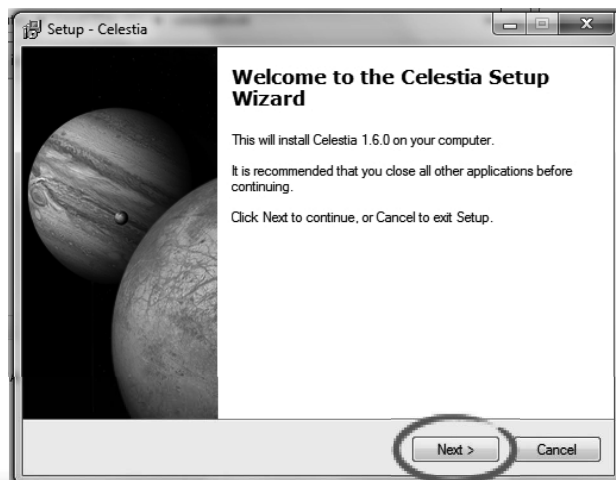 Setup - Celestia
Welcome to the Celestia Setup
Wizard
This will install Celestia 1.6.0 on your computer.
It is recommended that you close all other applications before
continuing.
Click Next to continue, or Cancel to exit Setup.
Next >
Cancel